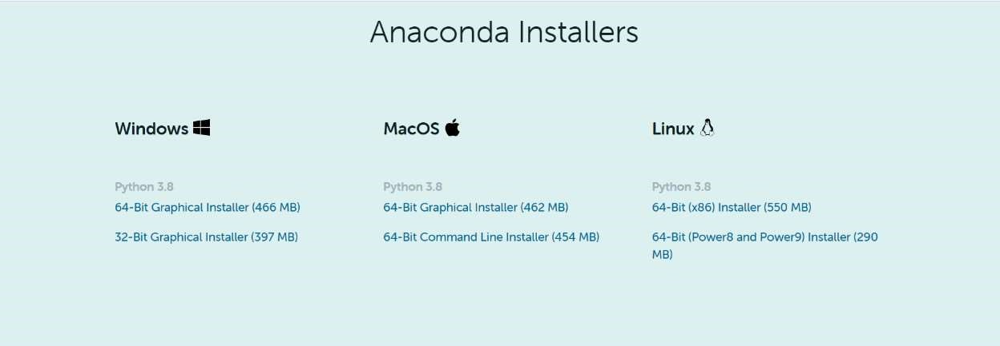 Anaconda Installers
Windows
Python 3.8
64-Bit Graphical Installer (466 MB)
32-Bit Graphical Installer (397 MB)
MacOS
Python 3.8
64-Bit Graphical Installer (462 MB)
64-Bit Command Line Installer (454 MB)
Linux
Python 3.8
64-Bit (x86) Installer (550 MB)
64-Bit (Power8 and Power9) Installer (290
MB)